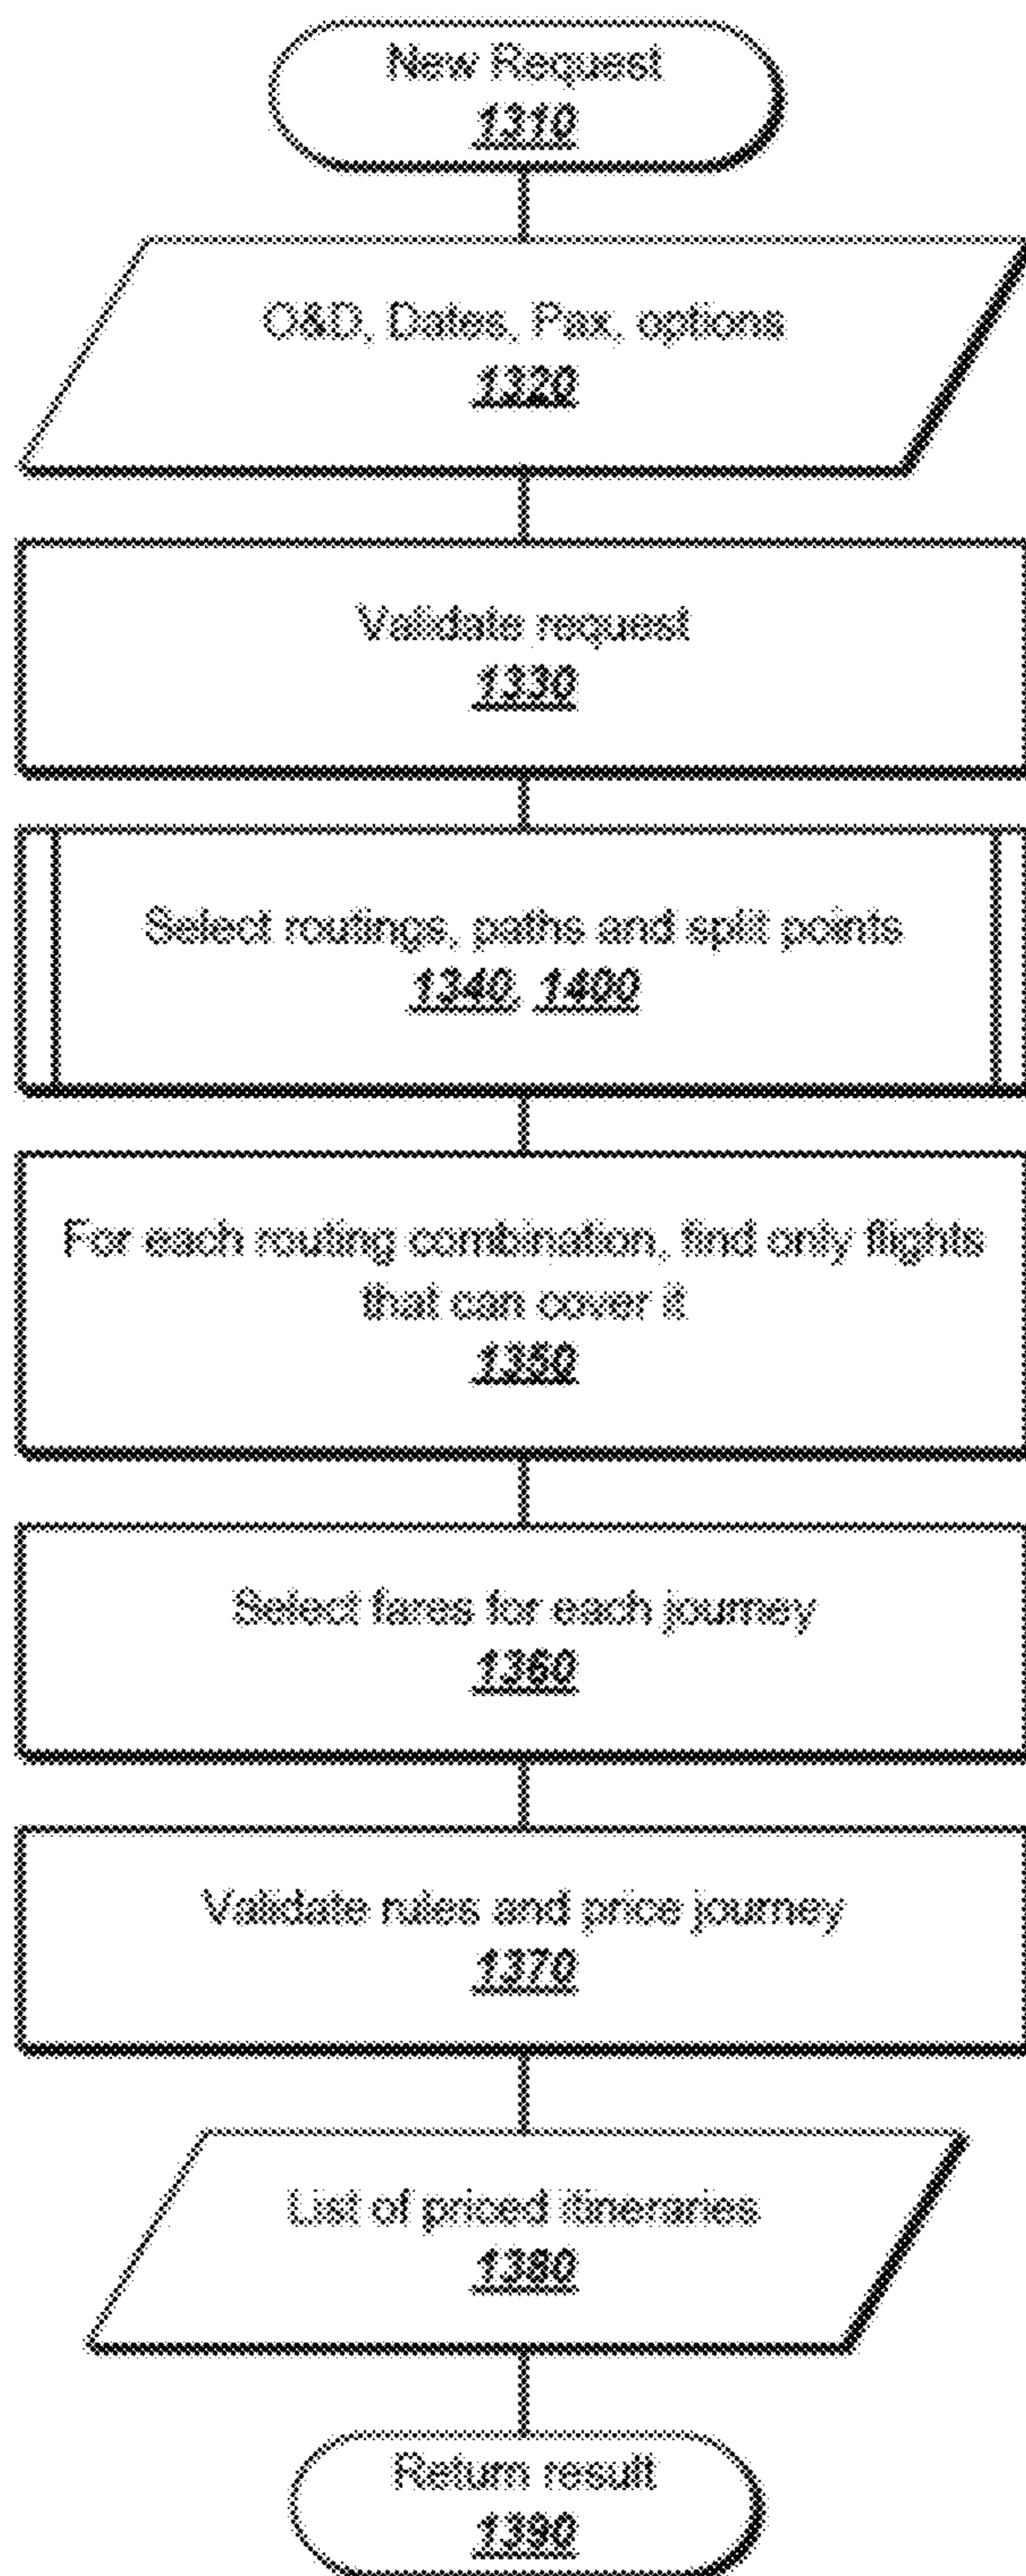 New Request
1310
O&D, Dates, Pax, options
1320
Validate request
1330
Select routings, paths and split points
1340, 1400
For each routing combination, find only flights
that can cover it
1350
Select fares for each journey
1360
Validate rules and price journey
1370
List of priced itineraries
1380
Return result
1390